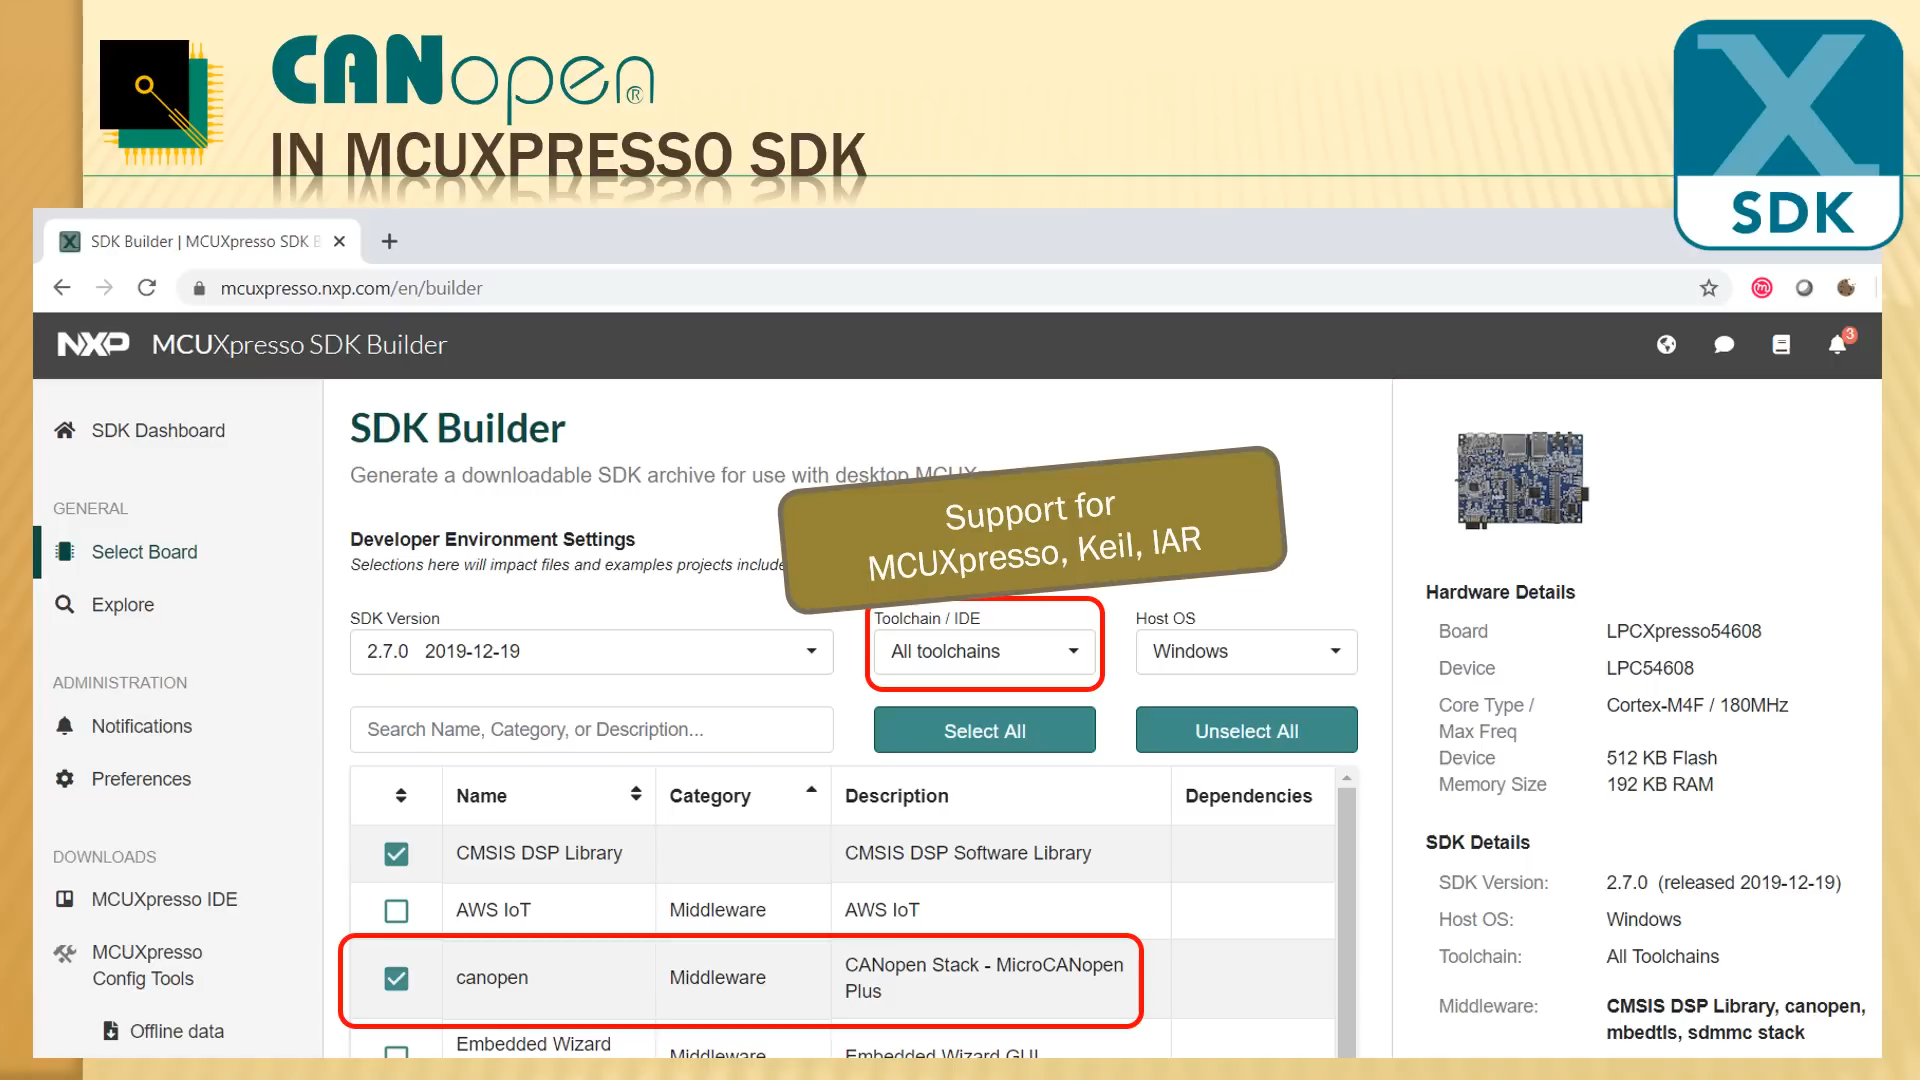 CANopen®
IN MCUXPRESSO SDK
SDK
SDK Builder | MCUXpresso SDK B
mcuxpresso.nxp.com/en/builder
NXP MCUXpresso SDK Builder
3
SDK Dashboard
GENERAL
Select Board
Explore
ADMINISTRATION
Notifications
Preferences
DOWNLOADS
MCUXpresso IDE
MCUXpresso
Config Tools
Offline data
SDK Builder
Generate a downloadable SDK archive for use with desktop
Support for
MCUXpresso, Keil, IAR
Developer Environment Settings
Selections here will impact files and examples projects include
SDK Version
2.7.0 2019-12-19
Toolchain / IDE
All toolchains
Host OS
Windows
Search Name, Category, or Description...
Select All
Unselect All
Name Category Description Dependencies
CMSIS DSP Library CMSIS DSP Software Library
AWS IoT Middleware AWS IoT
canopen Middleware CANopen Stack - MicroCANopen
Plus
Embedded Wizard
Middleware Embedded Wizard GUI
Hardware Details
Board LPCXpresso54608
Device LPC54608
Core Type / Cortex-M4F / 180MHz
Max Freq
Device 512 KB Flash
Memory Size 192 KB RAM
SDK Details
SDK Version: 2.7.0 (released 2019-12-19)
Host OS: Windows
Toolchain: All Toolchains
Middleware: CMSIS DSP Library, canopen,
mbedtls, sdmmc stack